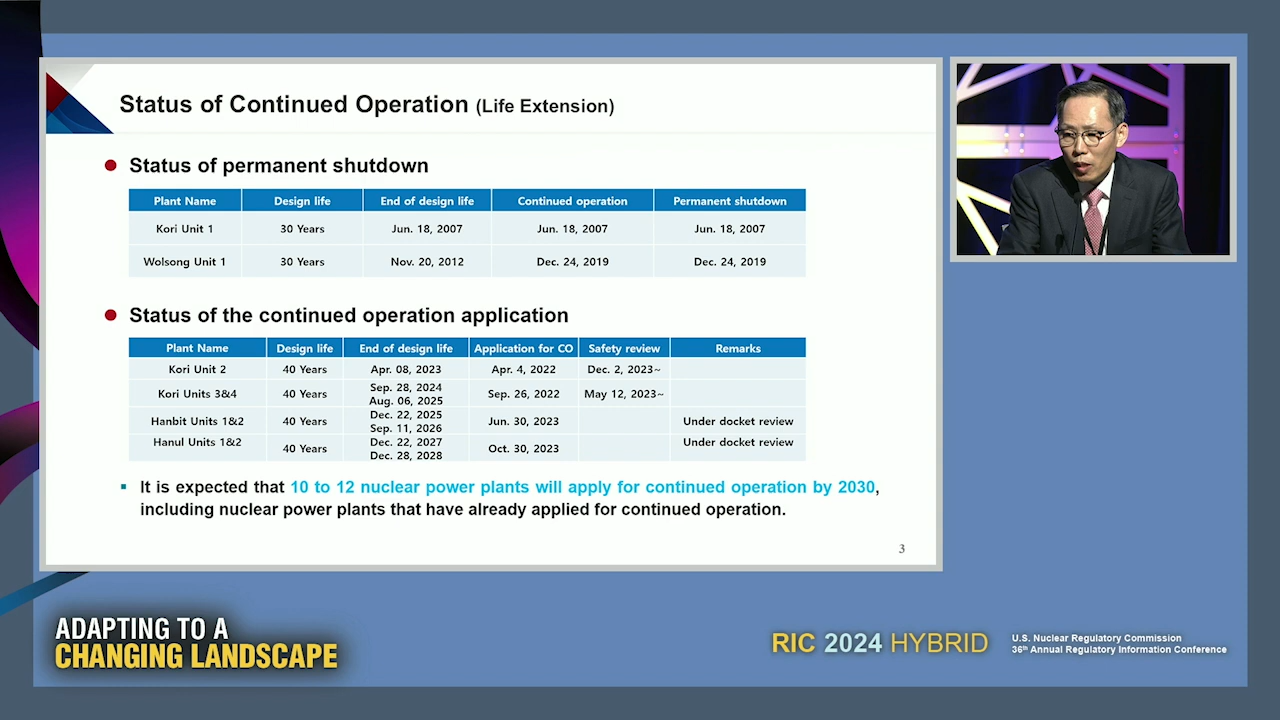 Status of Continued Operation (Life Extension)
Status of permanent shutdown
Plant Name Design life End of design life Continued operation Permanent shutdown
Kori Unit 1 30 Years Jun. 18, 2007 Jun. 18, 2007 Jun. 18, 2007
Wolsong Unit 1 30 Years Nov. 20, 2012 Dec. 24, 2019 Dec. 24, 2019
Status of the continued operation application
Plant Name Design life End of design life Application for CO Safety review Remarks
Kori Unit 2 40 Years Apr. 08, 2023 Apr. 4, 2022 Dec. 2, 2023~
Kori Units 3&4 40 Years Sep. 28, 2024 Sep. 26, 2022 May 12, 2023~
Aug. 06, 2025
Hanbit Units 1&2 40 Years Dec. 22, 2025 Jun. 30, 2023 Under docket review
Sep. 11, 2026
Hanul Units 1&2 40 Years Dec. 22, 2027 Oct. 30, 2023 Under docket review
Dec. 28, 2028
It is expected that 10 to 12 nuclear power plants will apply for continued operation by 2030,
including nuclear power plants that have already applied for continued operation.
3
ADAPTING TO A
CHANGING LANDSCAPE
RIC 2024 HYBRID
U.S. Nuclear Regulatory Commission
36th Annual Regulatory Information Conference